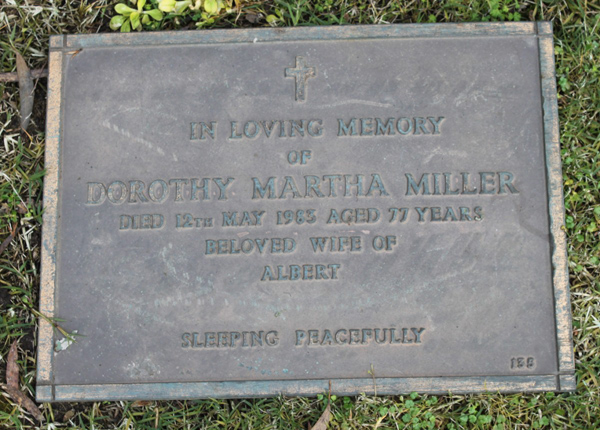 IN LOVING MEMORY
OF
DOROTHY MARTHA MILLER
DIED 12TH MAY 1983 AGED 77 YEARS
BELOVED WIFE OF
ALBERT
SLEEPING PEACEFULLY